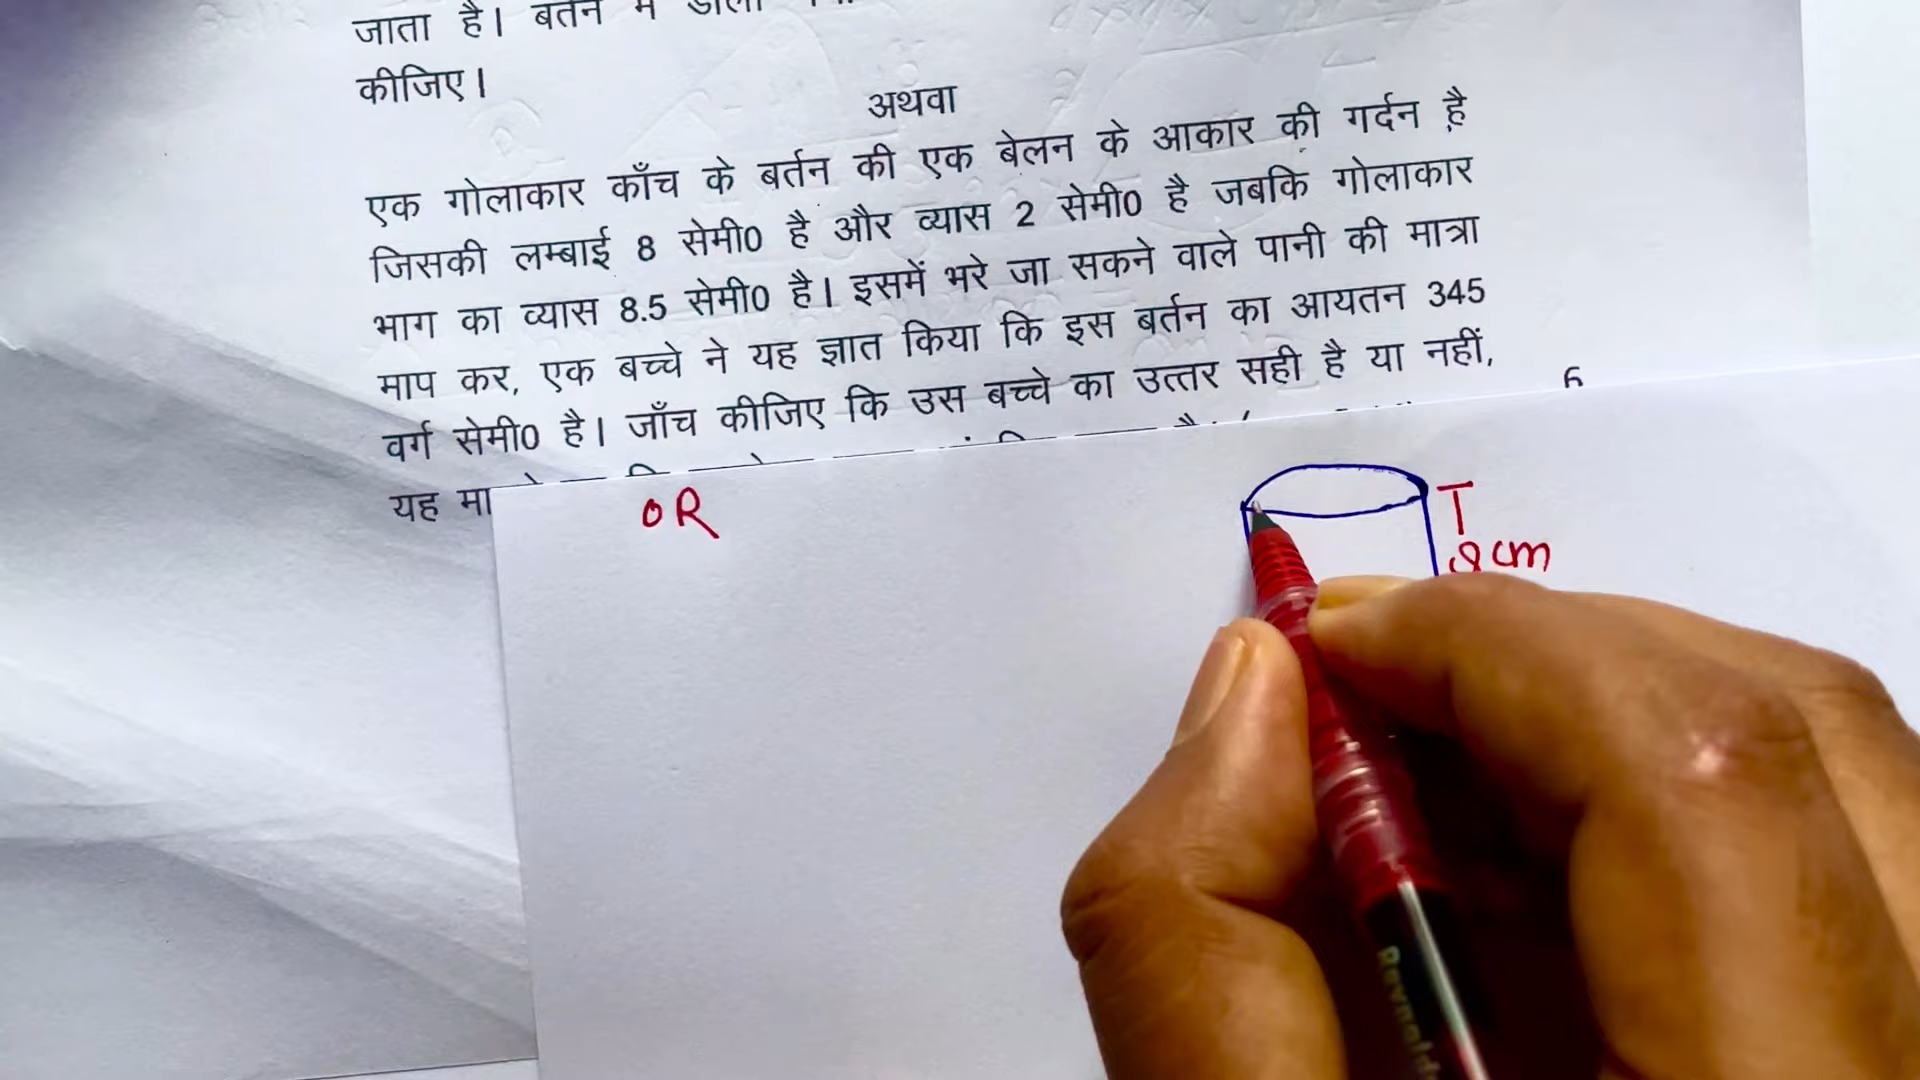 जाता है। बर्तन में
कीजिए।
अथवा
एक गोलाकार काँच के बर्तन की एक बेलन के आकार की गर्दन है
जिसकी लम्बाई 8 सेमी0 है और व्यास 2 सेमी0 है जबकि गोलाकार
भाग का व्यास 8.5 सेमी0 है। इसमें भरे जा सकने वाले पानी की मात्रा
माप कर, एक बच्चे ने यह ज्ञात किया कि इस बर्तन का आयतन 345
वर्ग सेमी0 है। जाँच कीजिए कि उस बच्चे का उत्तर सही है या नहीं,
यह
OR
8 cm